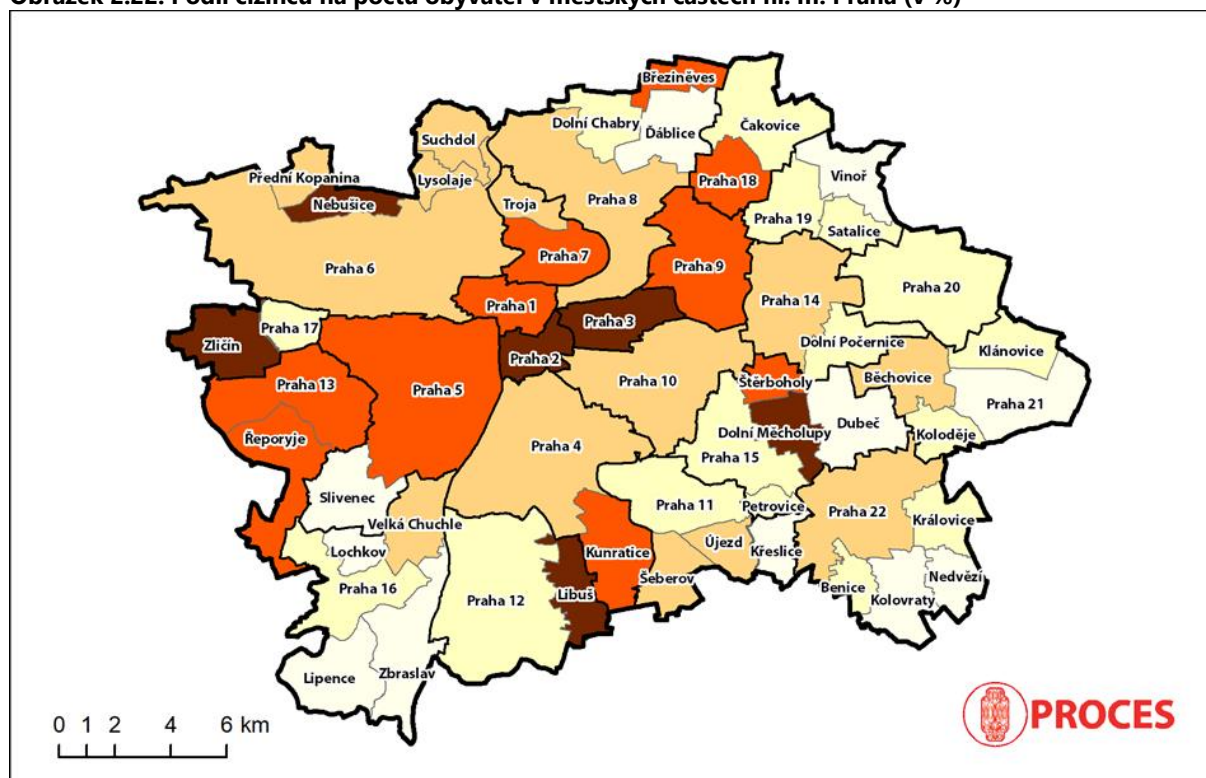 Obrázek 2.22: Podíl cizinců na počtu obyvatel v městských částech hl. m. Praha (v %)
Březiněves
Dolní Chabry
Ďáblice
Čakovice
Suchdol
Přední Kopanina
Lysolaje
Nebušice
Troja
Praha 8
Praha 18
Vinoř
Praha 19
Satalice
Praha 6
Praha 7
Praha 9
Praha 20
Praha 1
Praha 14
Praha 3
Praha 17
Zličín
Praha 2
Dolní Počernice
Klánovice
Praha 13
Praha 5
Praha 10
Štěrboholy
Běchovice
Praha 21
Řeporyje
Praha 4
Dolní Měcholupy
Dubeč
Koloděje
Praha 15
Slivenec
Velká Chuchle
Praha 11
Petrovice
Praha 22
Královice
Lochkov
Kunratice
Újezd
Křeslice
Šeberov
Nedvězí
Praha 16
Praha 12
Libuš
Benice
Kolovraty
Lipence
Zbraslav
0 1 2 4 6 km
PROCES